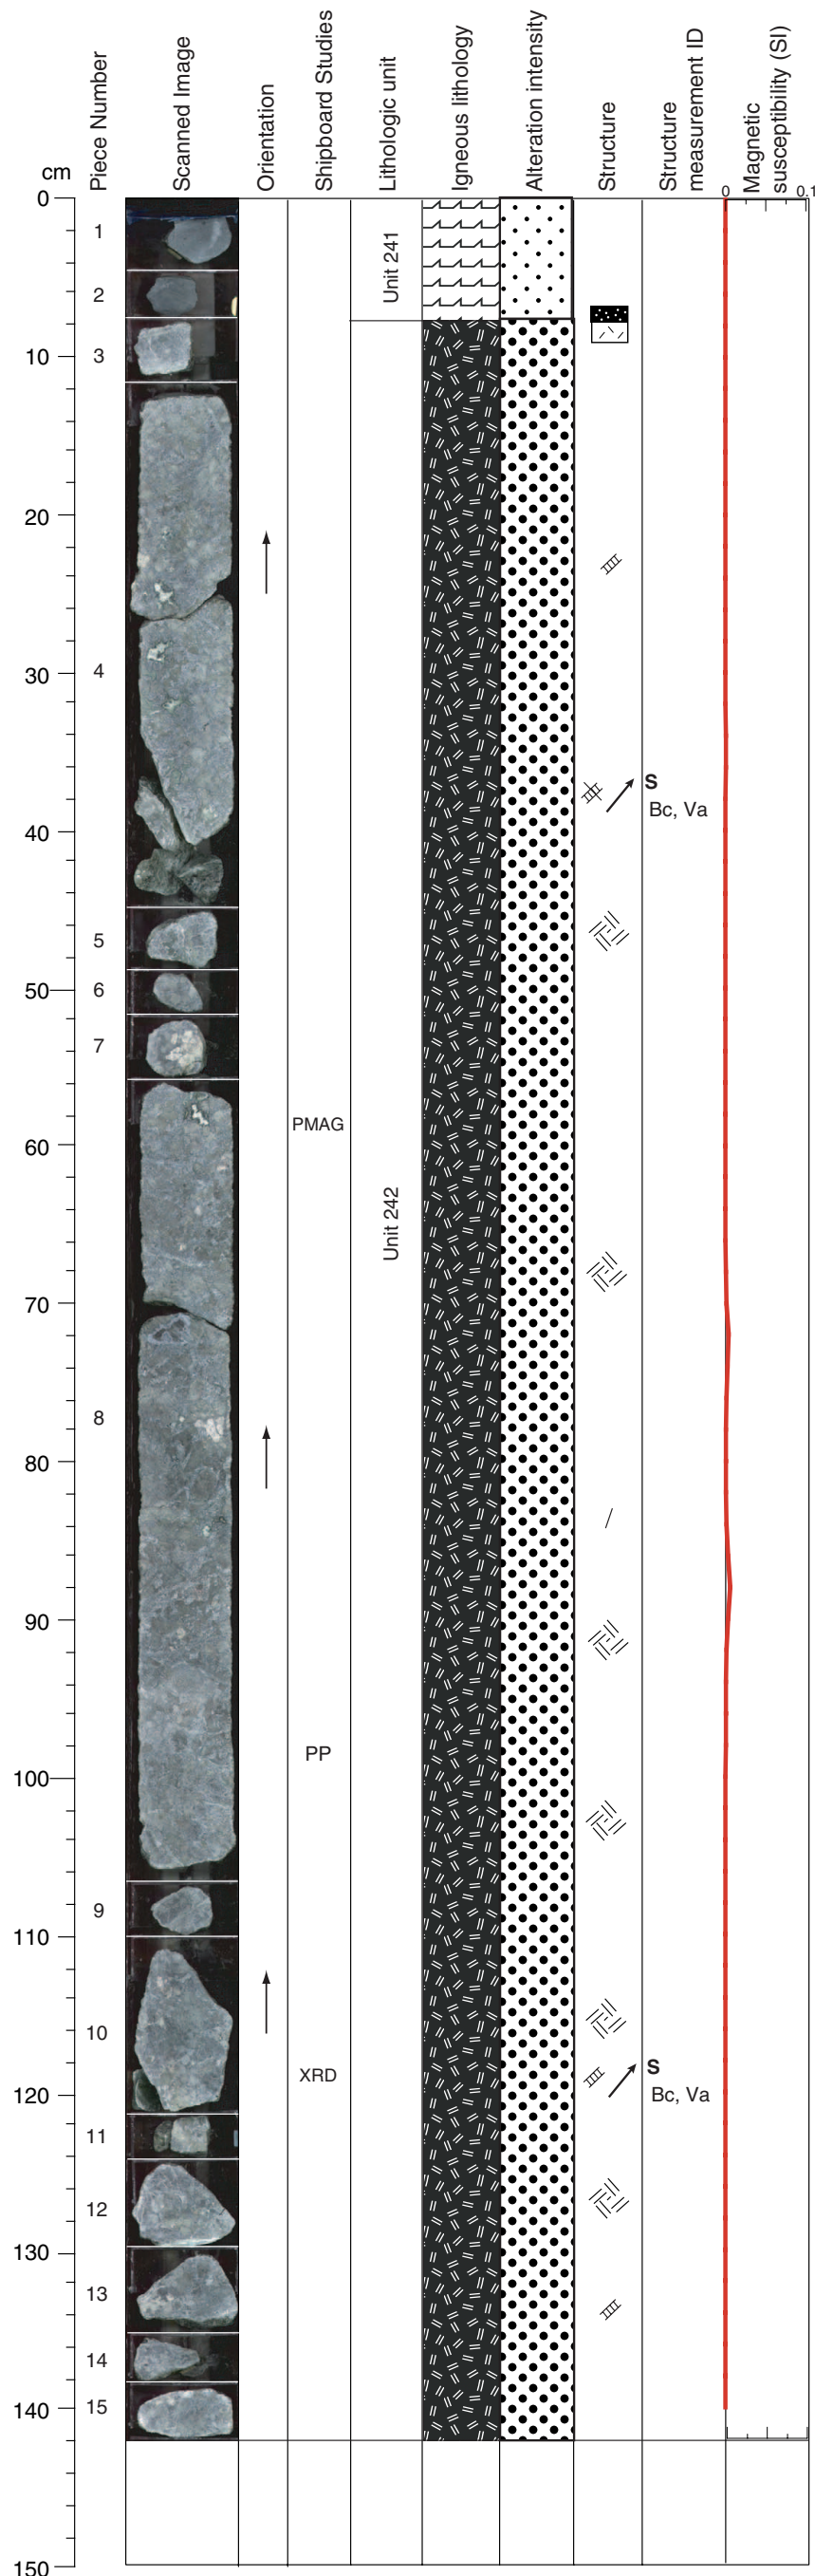 cm
Piece Number
Scanned Image
Orientation
Shipboard Studies
Lithologic unit
Igneous lithology
Alteration intensity
Structure
Structure
measurement ID
Magnetic
susceptibility (SI)
0
0.1
0
1
Unit 241
2
3
10
20
30
4
S
Bc, Va
40
5
50
6
7
PMAG
60
Unit 242
70
8
80
90
PP
100
9
110
10
XRD
S
Bc, Va
120
11
12
130
13
14
15
140
150